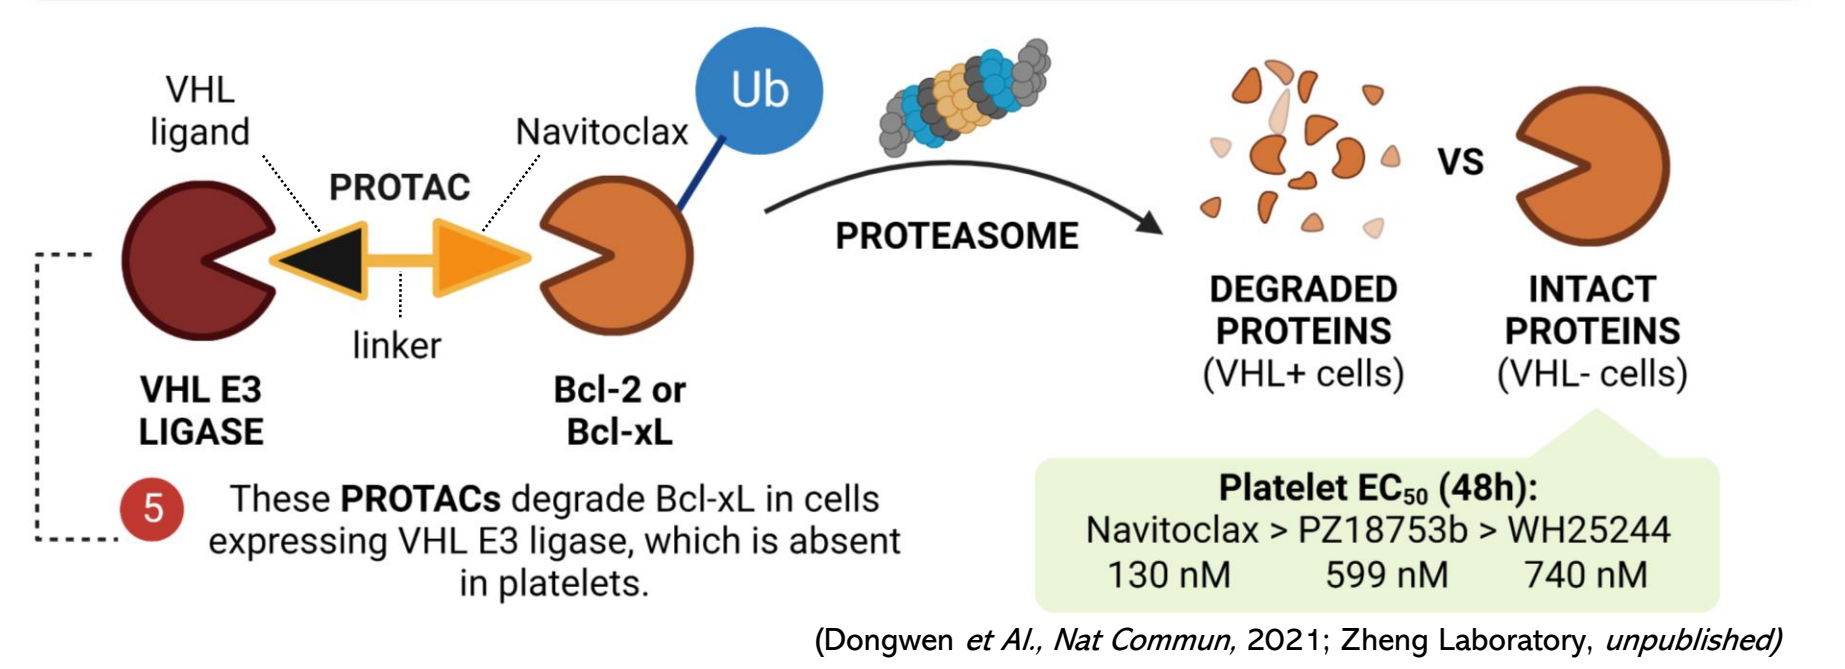 VHL
ligand
PROTAC
Navitoclax
Ub
linker
VHL E3
LIGASE
Bcl-2 or
Bcl-xL
PROTEASOME
VS
DEGRADED
PROTEINS
(VHL+ cells)
INTACT
PROTEINS
(VHL- cells)
5
These PROTACs degrade Bcl-xL in cells
expressing VHL E3 ligase, which is absent
in platelets.
Platelet EC₅₀ (48h):
Navitoclax > PZ18753b > WH25244
130 nM 599 nM 740 nM
(Dongwen et Al., Nat Commun, 2021; Zheng Laboratory, unpublished)